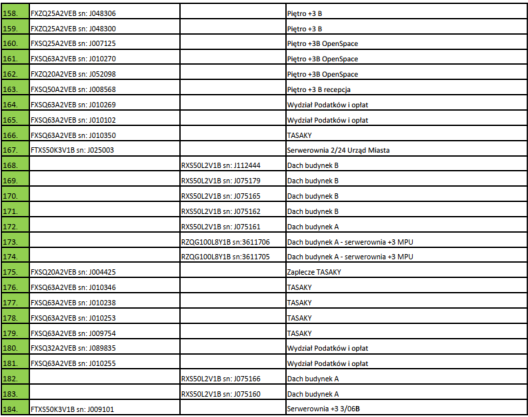 158. FXZQ25A2VEB sn: J048306 Piętro +3 B
159. FXZQ25A2VEB sn: J048300 Piętro +3 B
160. FXSQ25A2VEB sn: J007125 Piętro +3B OpenSpace
161. FXSQ63A2VEB sn: J010270 Piętro +3B OpenSpace
162. FXZQ20A2VEB sn: J052098 Piętro +3B OpenSpace
163. FXSQ50A2VEB sn: J008568 Piętro +3 B recepcja
164. FXSQ63A2VEB sn: J010269 Wydział Podatków i opłat
165. FXSQ63A2VEB sn: J010102 Wydział Podatków i opłat
166. FXSQ63A2VEB sn: J010350 TASAKY
167. FTXS50K3V1B sn: J025003 Serwerownia 2/24 Urząd Miasta
168. RXS50L2V1B sn: J112444 Dach budynek B
169. RXS50L2V1B sn: J075179 Dach budynek B
170. RXS50L2V1B sn: J075165 Dach budynek B
171. RXS50L2V1B sn: J075162 Dach budynek B
172. RXS50L2V1B sn: J075161 Dach budynek A
173. RZQG100L8Y1B sn:3611706 Dach budynek A - serwerownia +3 MPU
174. RZQG100L8Y1B sn:3611705 Dach budynek A - serwerownia +3 MPU
175. FXSQ20A2VEB sn: J004425 Zaplecze TASAKY
176. FXSQ63A2VEB sn: J010346 TASAKY
177. FXSQ63A2VEB sn: J010238 TASAKY
178. FXSQ63A2VEB sn: J010253 TASAKY
179. FXSQ63A2VEB sn: J009754 TASAKY
180. FXSQ32A2VEB sn: J089835 Wydział Podatków i opłat
181. FXSQ63A2VEB sn: J010255 Wydział Podatków i opłat
182. RXS50L2V1B sn: J075166 Dach budynek A
183. RXS50L2V1B sn: J075160 Dach budynek A
184. FTXS50K3V1B sn: J009101 Serwerownia +3 3/06B